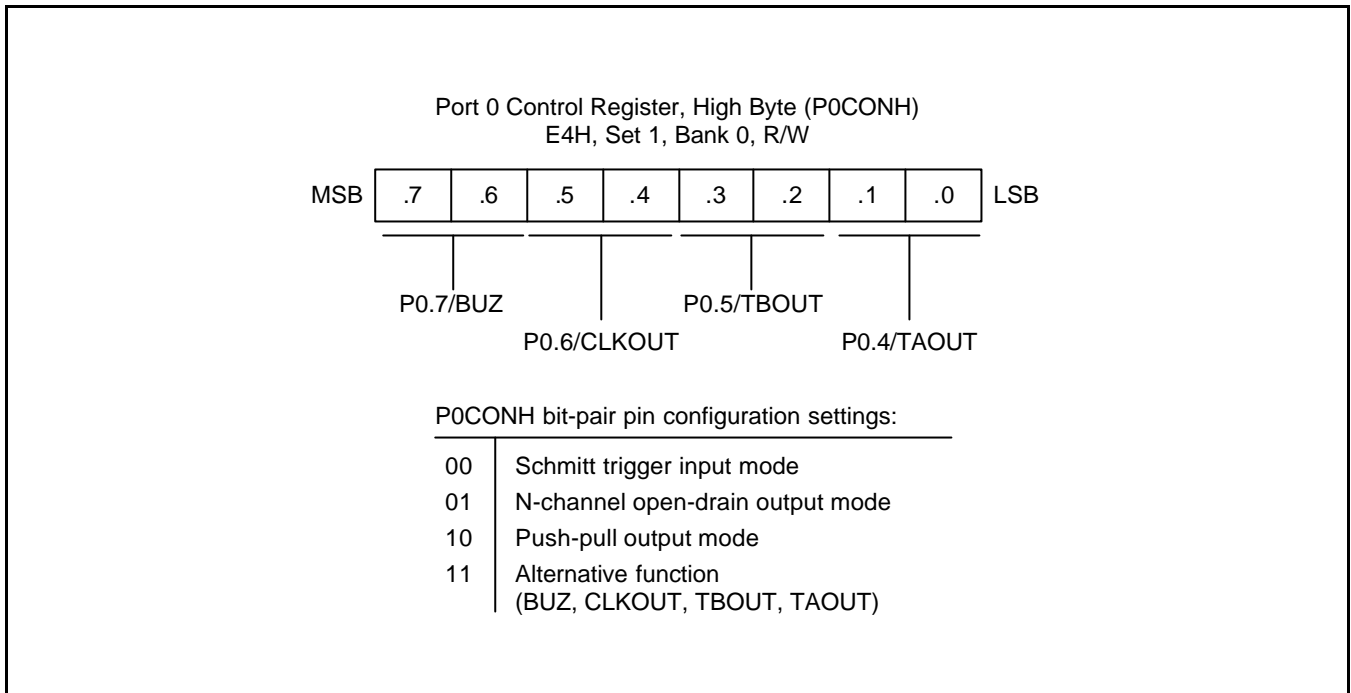 Port 0 Control Register, High Byte (P0CONH)
E4H, Set 1, Bank 0, R/W
MSB .7 .6 .5 .4 .3 .2 .1 .0 LSB
P0.7/BUZ P0.5/TBOUT
P0.6/CLKOUT P0.4/TAOUT
P0CONH bit-pair pin configuration settings:
00 Schmitt trigger input mode
01 N-channel open-drain output mode
10 Push-pull output mode
11 Alternative function
(BUZ, CLKOUT, TBOUT, TAOUT)